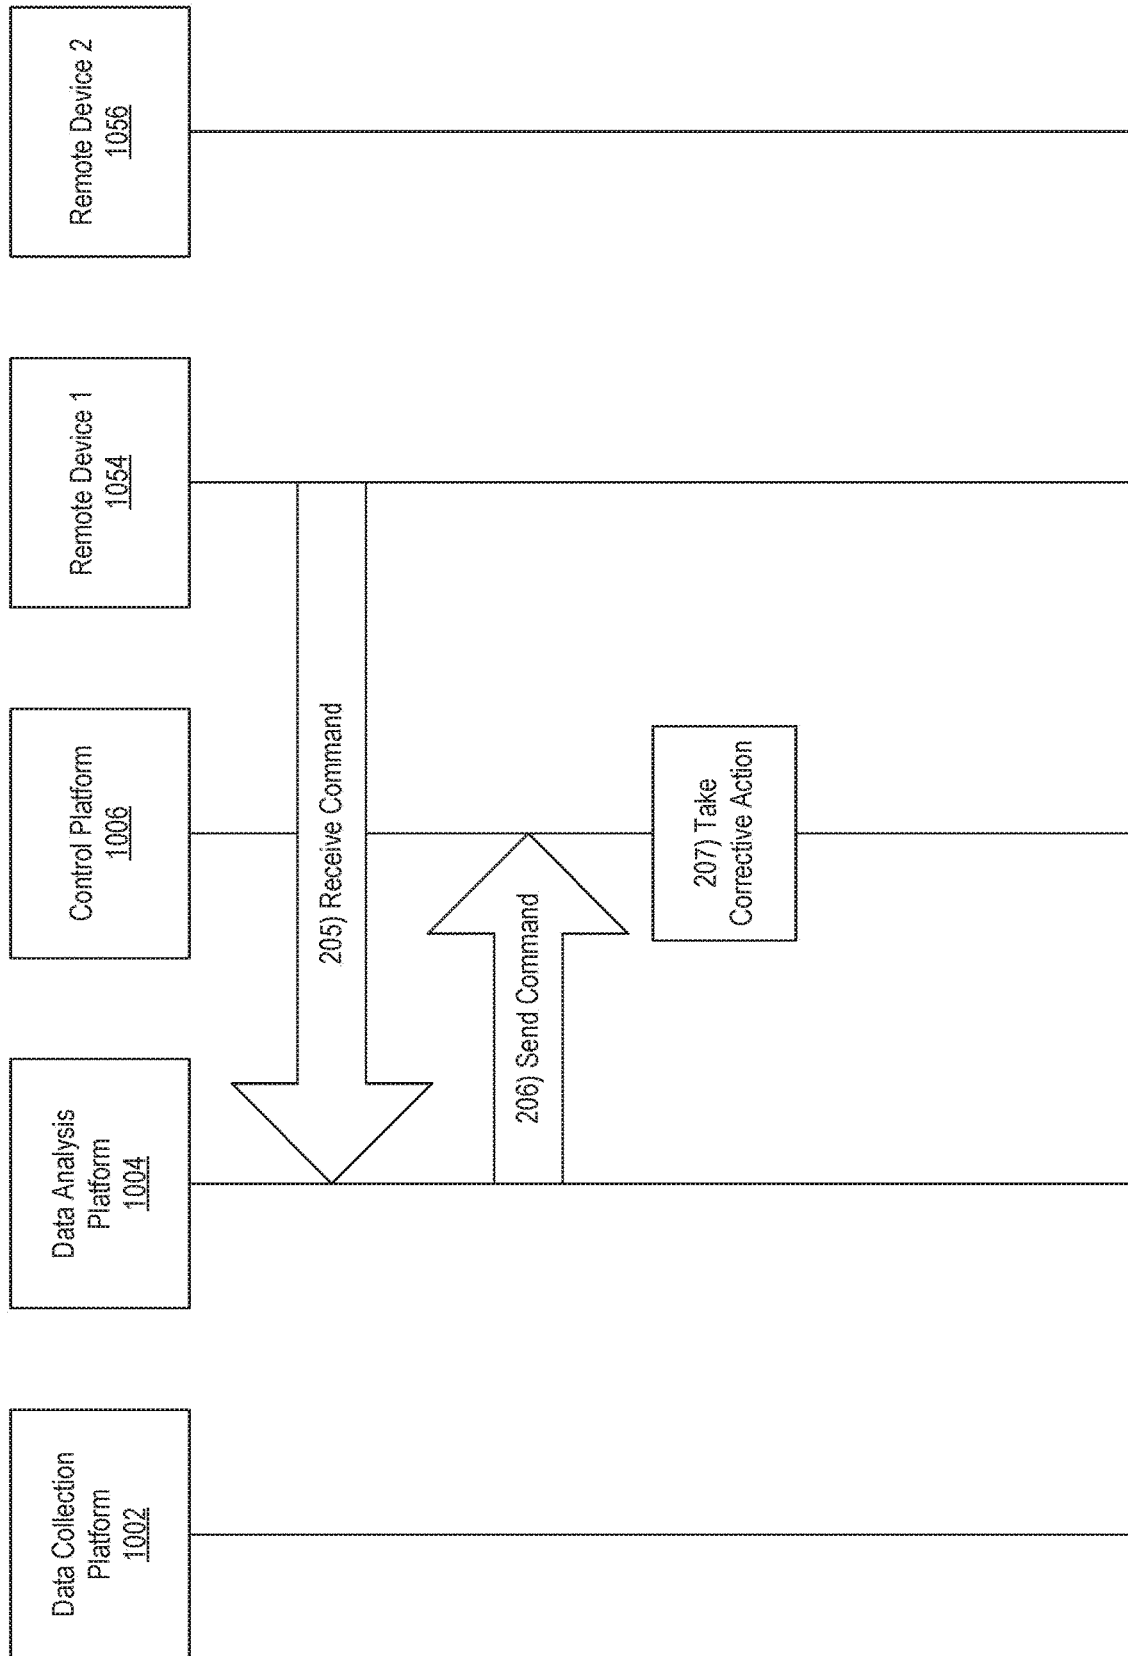 Data Collection
Platform
1002
Data Analysis
Platform
1004
Control Platform
1006
Remote Device 1
1054
Remote Device 2
1056
205) Receive Command
206) Send Command
207) Take
Corrective Action